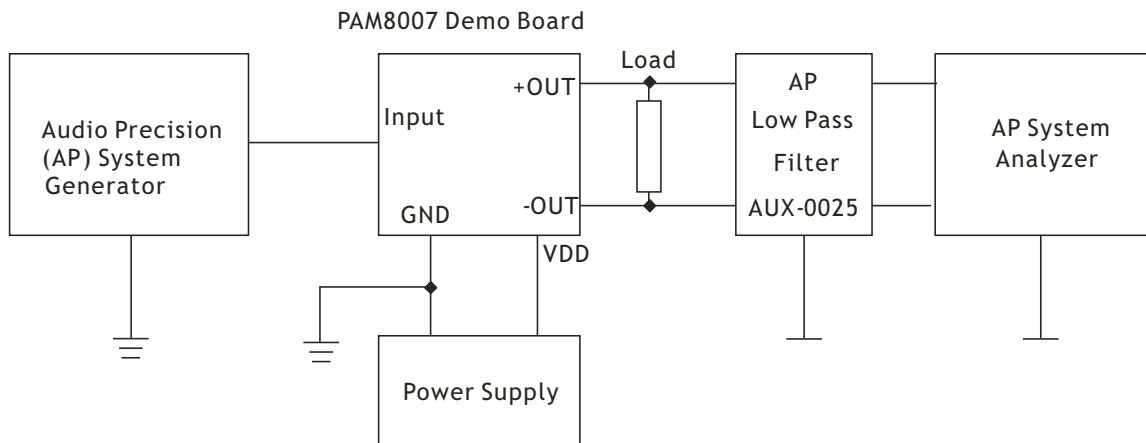 PAM8007 Demo Board
Audio Precision
(AP) System
Generator
Input
+OUT
-OUT
GND
VDD
Load
AP
Low Pass
Filter
AUX-0025
AP System
Analyzer
Power Supply